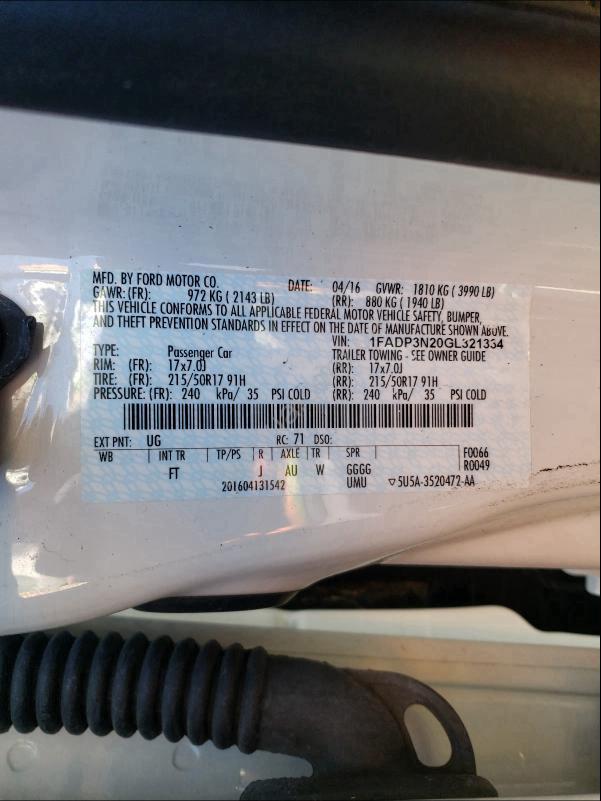 MFD. BY FORD MOTOR CO. DATE: 04/16 GVWR: 1810 KG ( 3990 LB)
GAWR: (FR): 972 KG ( 2143 LB) (RR): 880 KG ( 1940 LB)
THIS VEHICLE CONFORMS TO ALL APPLICABLE FEDERAL MOTOR VEHICLE SAFETY, BUMPER,
AND THEFT PREVENTION STANDARDS IN EFFECT ON THE DATE OF MANUFACTURE SHOWN ABOVE.
VIN: 1FADP3N20GL321334
TYPE: Passenger Car TRAILER TOWING - SEE OWNER GUIDE
RIM: (FR): 17x7.0J (RR): 17x7.0J
TIRE: (FR): 215/50R17 91H (RR): 215/50R17 91H
PRESSURE: (FR): 240 kPa/ 35 PSI COLD (RR): 240 kPa/ 35 PSI COLD
EXT PNT: UG RC: 71 DSO:
WB INT TR TP/PS R AXLE TR SPR F0066
FT J AU W GGGG R0049
201604131542 UMU ▽5U5A-3520472-AA